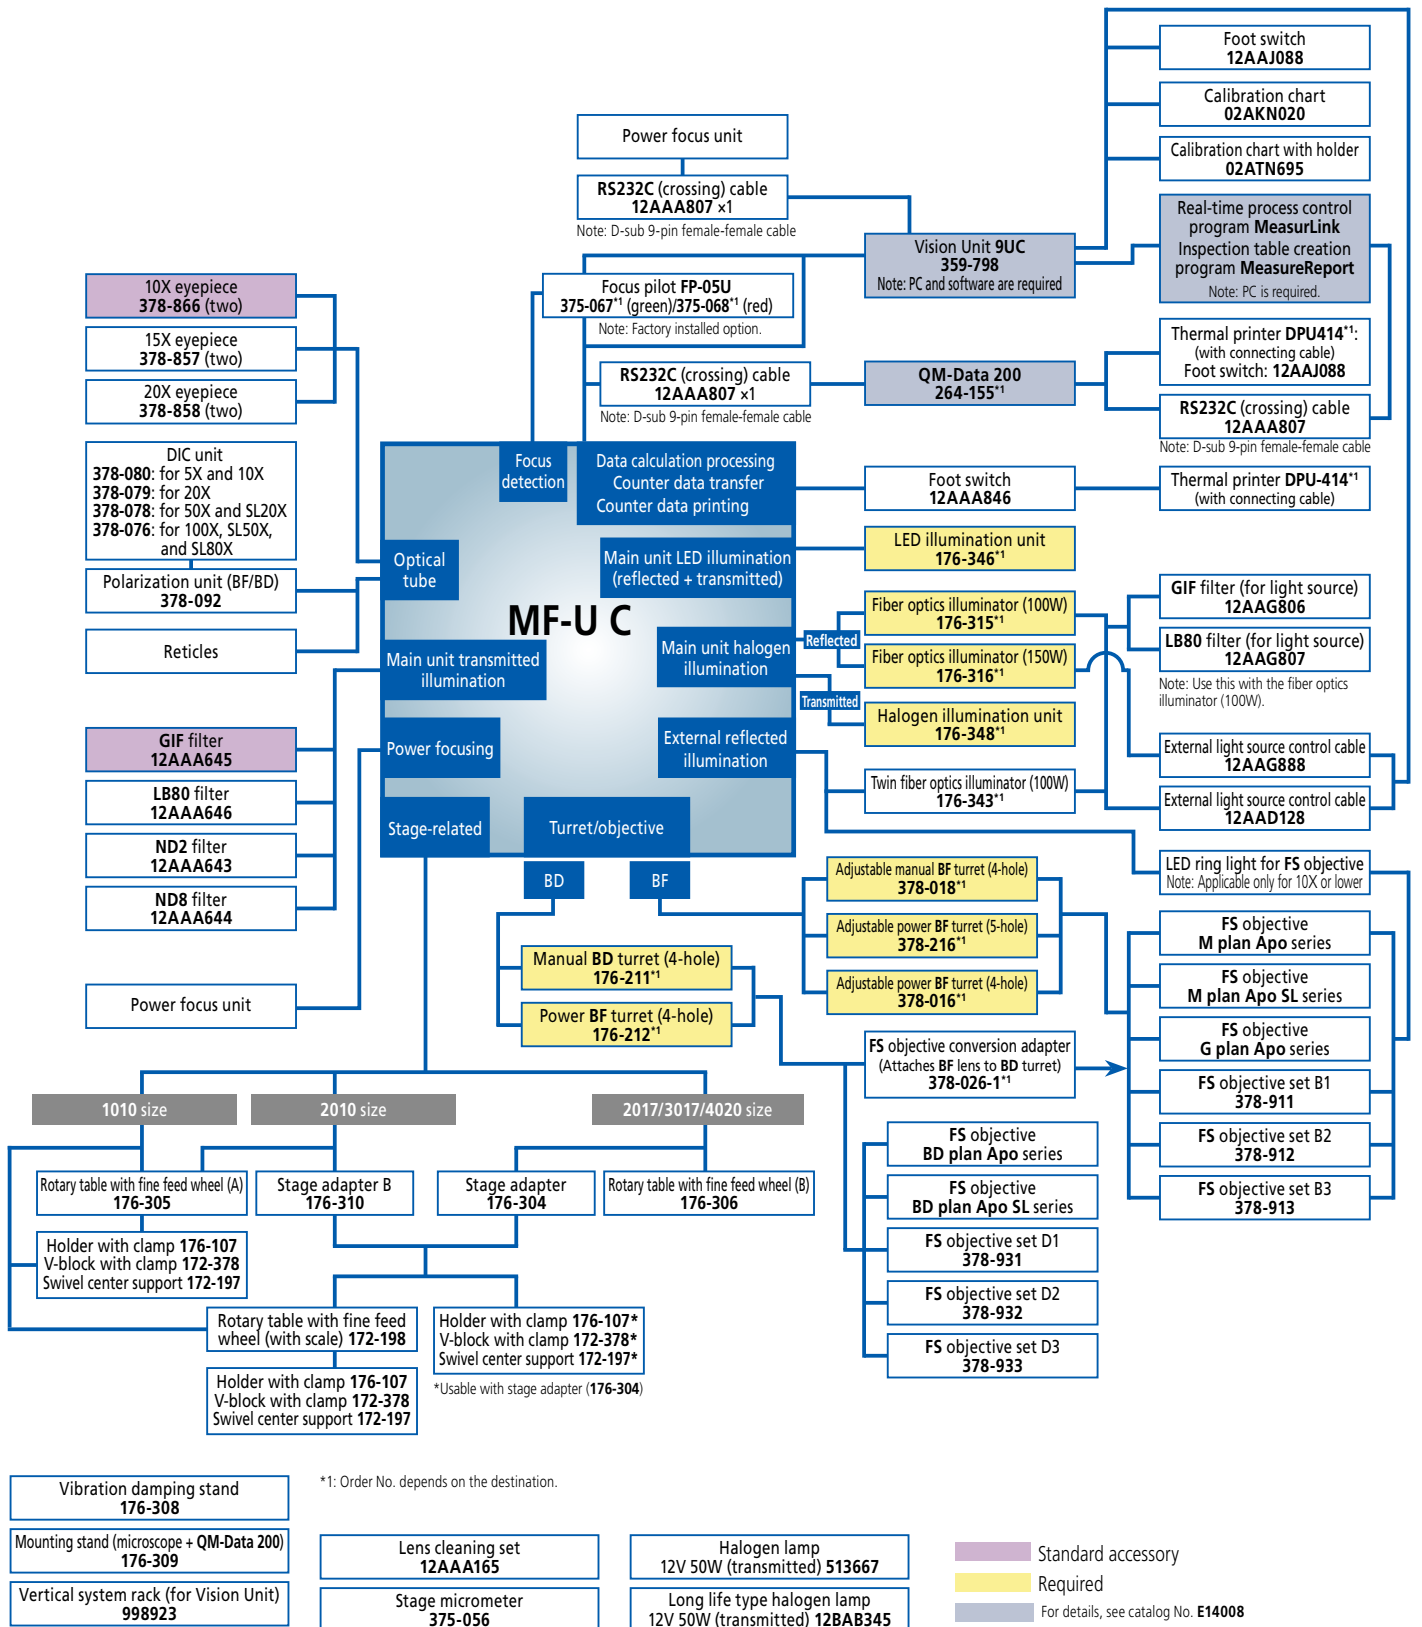 Foot switch
12AAJ088
Calibration chart
02AKN020
Calibration chart with holder
02ATN695
Power focus unit
RS232C (crossing) cable
12AAA807 ×1
Note: D-sub 9-pin female-female cable
Vision Unit 9UC
359-798
Note: PC and software are required
Real-time process control
program MeasurLink
Inspection table creation
program MeasureReport
Note: PC is required.
Focus pilot FP-05U
375-067*1 (green)/375-068*1 (red)
Note: Factory installed option.
10X eyepiece
378-866 (two)
15X eyepiece
378-857 (two)
20X eyepiece
378-858 (two)
RS232C (crossing) cable
12AAA807 ×1
Note: D-sub 9-pin female-female cable
QM-Data 200
264-155*1
Thermal printer DPU414*1:
(with connecting cable)
Foot switch: 12AAJ088
RS232C (crossing) cable
12AAA807
Note: D-sub 9-pin female-female cable
DIC unit
378-080: for 5X and 10X
378-079: for 20X
378-078: for 50X and SL20X
378-076: for 100X, SL50X,
and SL80X
Polarization unit (BF/BD)
378-092
Reticles
Focus
detection
Data calculation processing
Counter data transfer
Counter data printing
Foot switch
12AAA846
Thermal printer DPU-414*1
(with connecting cable)
Optical
tube
Main unit LED illumination
(reflected + transmitted)
LED illumination unit
176-346*1
MF-U C
Main unit transmitted
illumination
Main unit halogen
illumination
Reflected
Transmitted
Fiber optics illuminator (100W)
176-315*1
Fiber optics illuminator (150W)
176-316*1
Halogen illumination unit
176-348*1
GIF filter (for light source)
12AAG806
LB80 filter (for light source)
12AAG807
Note: Use this with the fiber optics
illuminator (100W).
GIF filter
12AAA645
LB80 filter
12AAA646
ND2 filter
12AAA643
ND8 filter
12AAA644
Power focusing
External reflected
illumination
Twin fiber optics illuminator (100W)
176-343*1
External light source control cable
12AAG888
External light source control cable
12AAD128
Stage-related
Turret/objective
BD
BF
LED ring light for FS objective
Note: Applicable only for 10X or lower
Adjustable manual BF turret (4-hole)
378-018*1
Adjustable power BF turret (5-hole)
378-216*1
Adjustable power BF turret (4-hole)
378-016*1
Manual BD turret (4-hole)
176-211*1
Power BF turret (4-hole)
176-212*1
Power focus unit
FS objective
M plan Apo series
FS objective
M plan Apo SL series
FS objective
G plan Apo series
FS objective set B1
378-911
FS objective set B2
378-912
FS objective set B3
378-913
FS objective conversion adapter
(Attaches BF lens to BD turret)
378-026-1*1
FS objective
BD plan Apo series
FS objective
BD plan Apo SL series
FS objective set D1
378-931
FS objective set D2
378-932
FS objective set D3
378-933
1010 size
2010 size
2017/3017/4020 size
Rotary table with fine feed wheel (A)
176-305
Stage adapter B
176-310
Stage adapter
176-304
Rotary table with fine feed wheel (B)
176-306
Holder with clamp 176-107
V-block with clamp 172-378
Swivel center support 172-197
Rotary table with fine feed
wheel (with scale) 172-198
Holder with clamp 176-107*
V-block with clamp 172-378*
Swivel center support 172-197*
*Usable with stage adapter (176-304)
Holder with clamp 176-107
V-block with clamp 172-378
Swivel center support 172-197
*1: Order No. depends on the destination.
Vibration damping stand
176-308
Mounting stand (microscope + QM-Data 200)
176-309
Vertical system rack (for Vision Unit)
998923
Lens cleaning set
12AAA165
Stage micrometer
375-056
Halogen lamp
12V 50W (transmitted) 513667
Long life type halogen lamp
12V 50W (transmitted) 12BAB345
Standard accessory
Required
For details, see catalog No. E14008